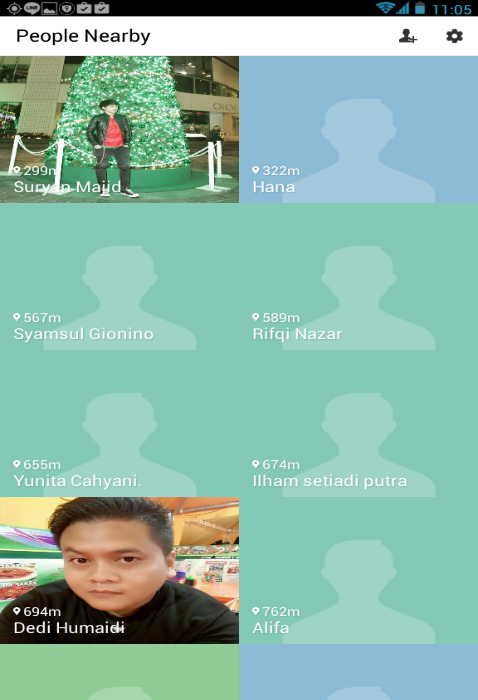 11:05
People Nearby
OIOI
299m
Suryan Majid
322m
Hana
567m
Syamsul Gionino
589m
Rifqi Nazar
655m
Yunita Cahyani.
674m
Ilham setiadi putra
694m
Dedi Humaidi
762m
Alifa